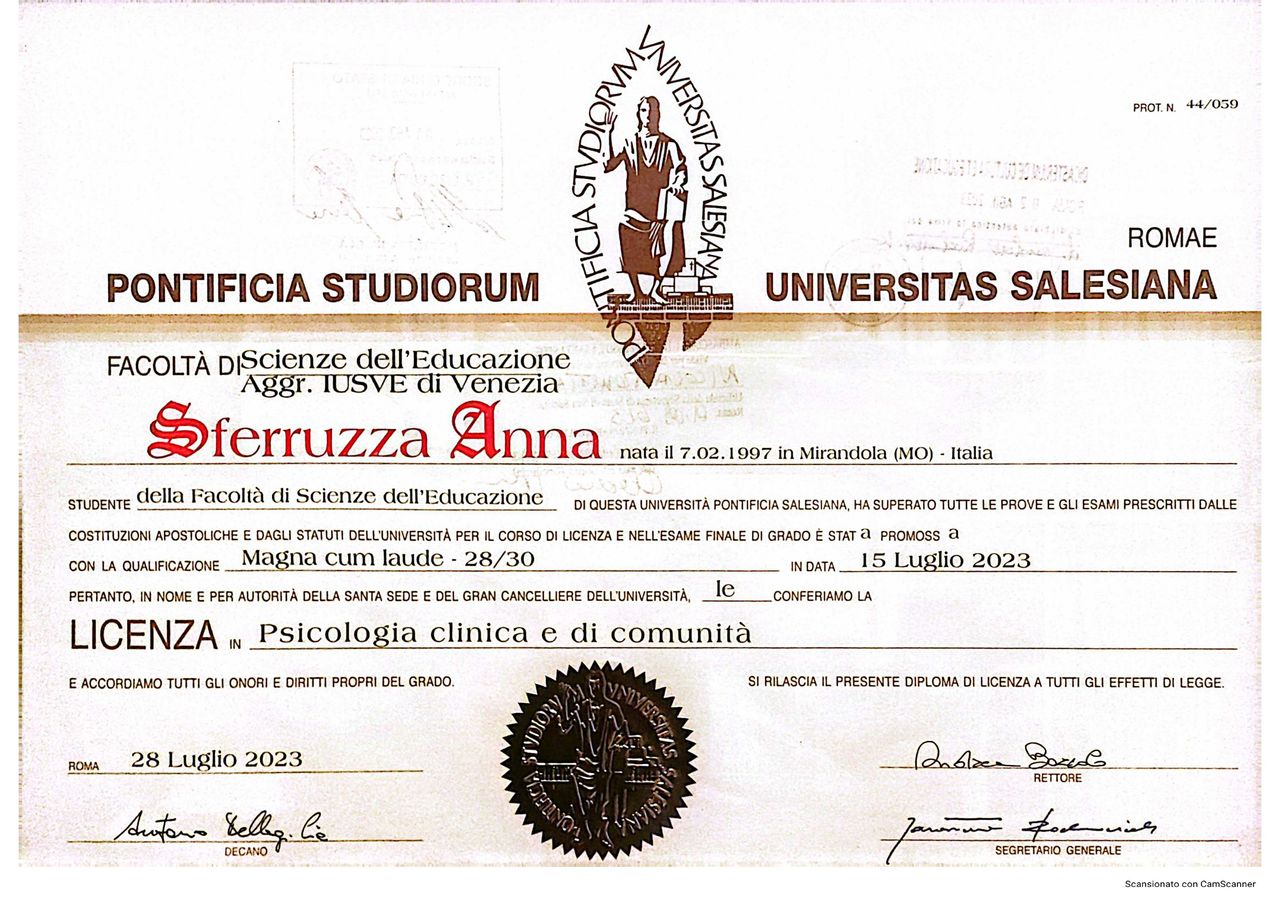 PROT. N. 44/059
PONTIFICIA STUDIORUM UNIVERSITAS SALESIANA
ROMAE
PONTIFICIA STUDIORUM UNIVERSITAS SALESIANA
FACOLTÀ DI Scienze dell'Educazione
Aggr. IUSVE di Venezia
Sferruzza Anna nata il 7.02.1997 in Mirandola (MO) - Italia
STUDENTE della Facoltà di Scienze dell'Educazione DI QUESTA UNIVERSITÀ PONTIFICIA SALESIANA, HA SUPERATO TUTTE LE PROVE E GLI ESAMI PRESCRITTI DALLE
COSTITUZIONI APOSTOLICHE E DAGLI STATUTI DELL'UNIVERSITÀ PER IL CORSO DI LICENZA E NELL'ESAME FINALE DI GRADO È STAT a PROMOSS a
CON LA QUALIFICAZIONE Magna cum laude - 28/30 IN DATA 15 Luglio 2023
PERTANTO, IN NOME E PER AUTORITÀ DELLA SANTA SEDE E DEL GRAN CANCELLIERE DELL'UNIVERSITÀ, le CONFERIAMO LA
LICENZA IN Psicologia clinica e di comunità
E ACCORDIAMO TUTTI GLI ONORI E DIRITTI PROPRI DEL GRADO. SI RILASCIA IL PRESENTE DIPLOMA DI LICENZA A TUTTI GLI EFFETTI DI LEGGE.
PONTIFICIA STUDIORUM UNIVERSITAS SALESIANA
ROMA 28 Luglio 2023
RETTORE
DECANO
SEGRETARIO GENERALE
Scansionato con CamScanner